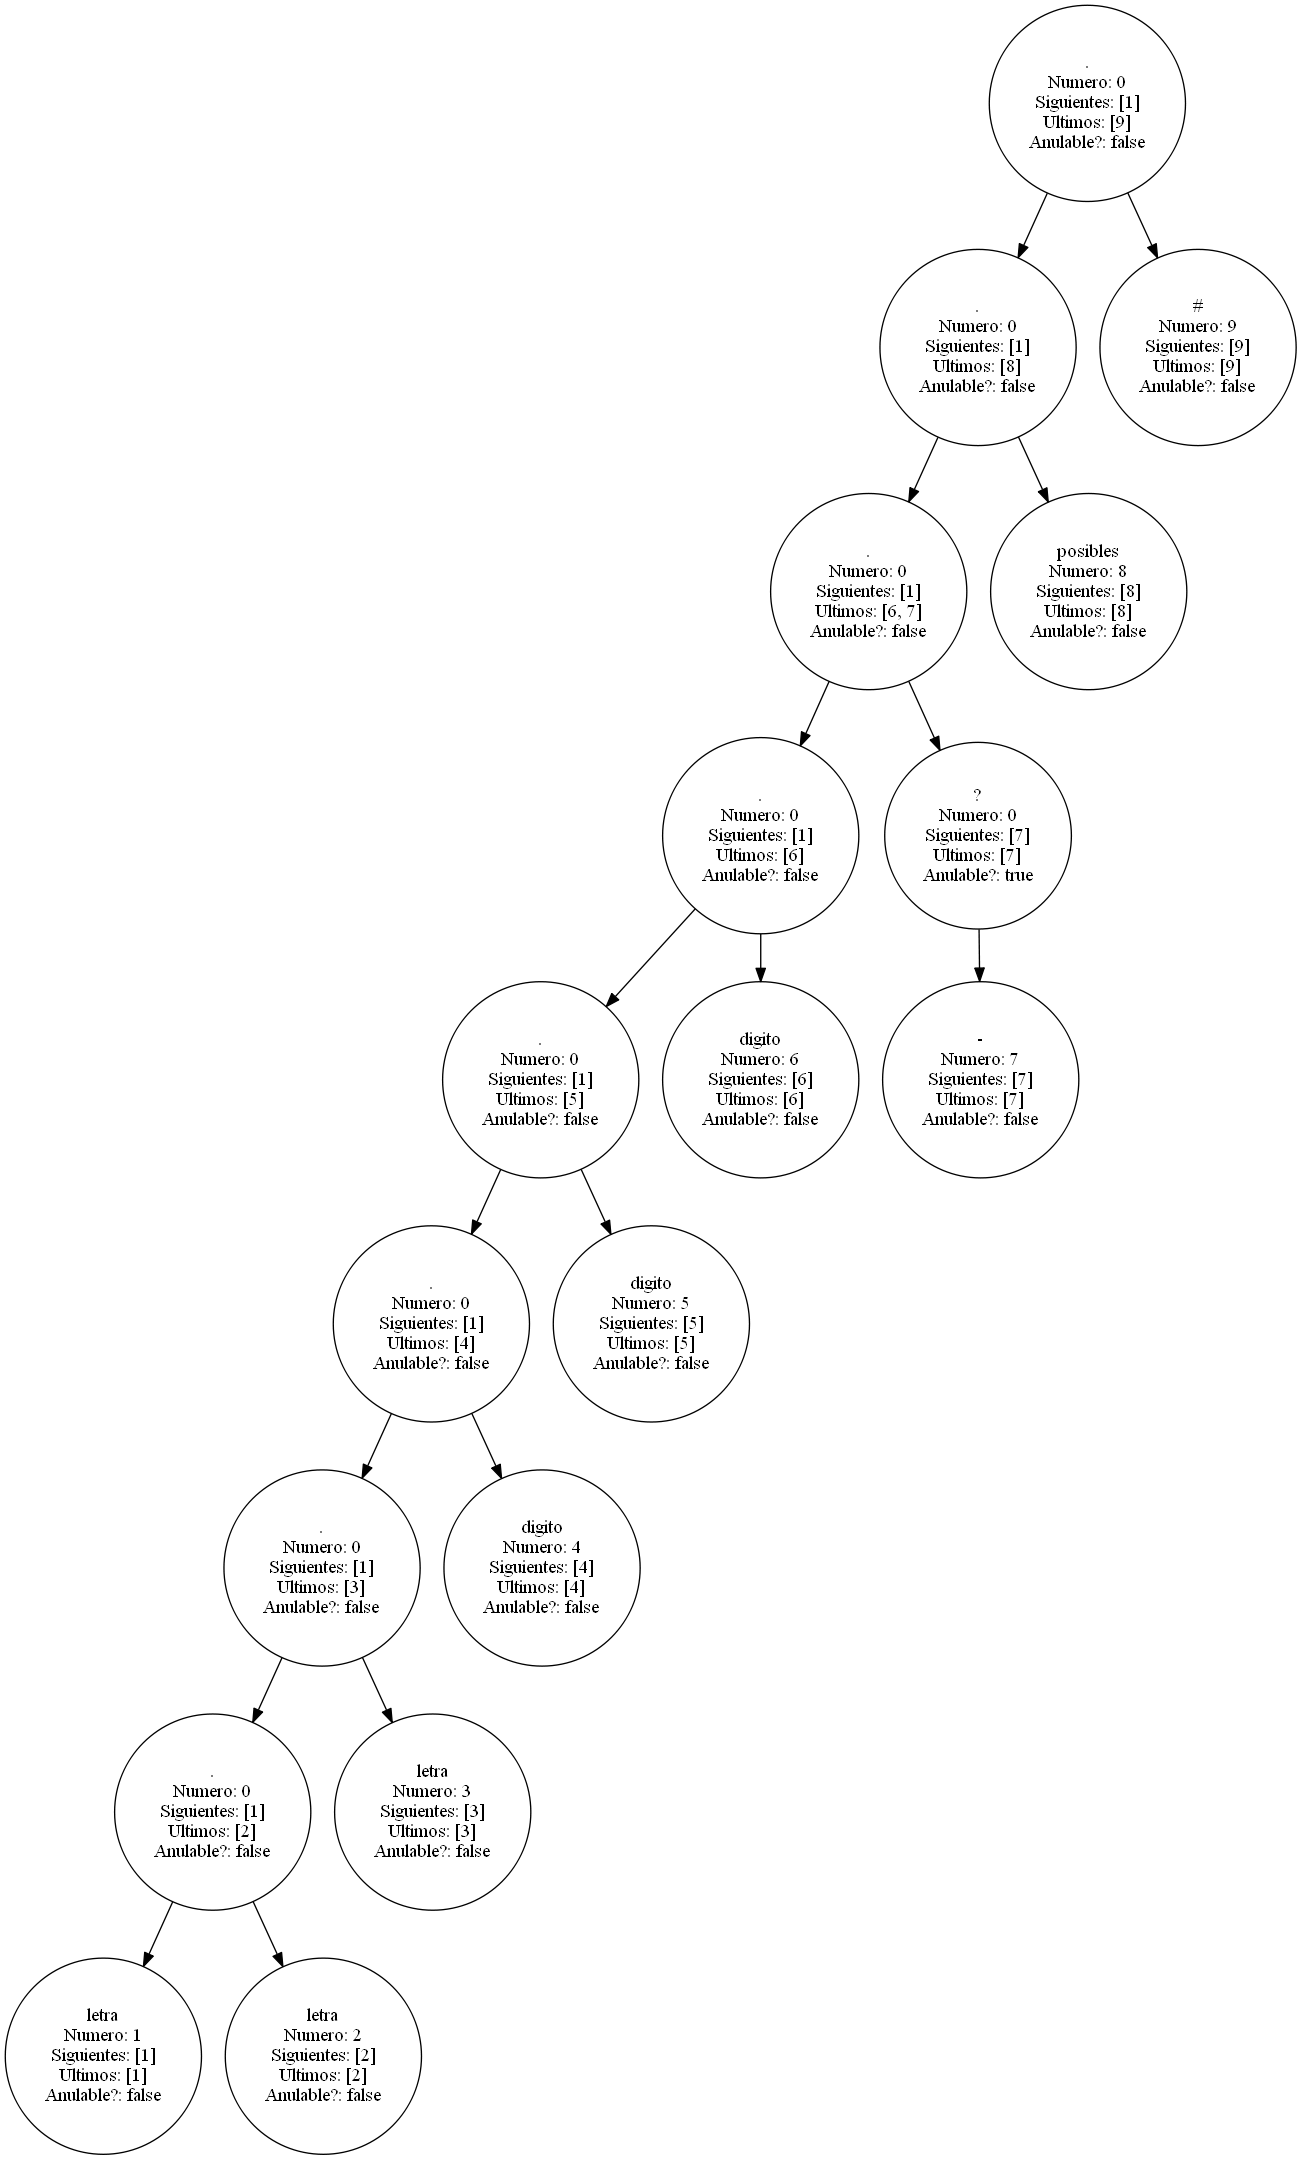 .
Numero: 0
Siguientes: [1]
Ultimos: [9]
Anulable?: false
.
Numero: 0
Siguientes: [1]
Ultimos: [8]
Anulable?: false
#
Numero: 9
Siguientes: [9]
Ultimos: [9]
Anulable?: false
.
Numero: 0
Siguientes: [1]
Ultimos: [6, 7]
Anulable?: false
posibles
Numero: 8
Siguientes: [8]
Ultimos: [8]
Anulable?: false
.
Numero: 0
Siguientes: [1]
Ultimos: [6]
Anulable?: false
?
Numero: 0
Siguientes: [7]
Ultimos: [7]
Anulable?: true
.
Numero: 0
Siguientes: [1]
Ultimos: [5]
Anulable?: false
digito
Numero: 6
Siguientes: [6]
Ultimos: [6]
Anulable?: false
-
Numero: 7
Siguientes: [7]
Ultimos: [7]
Anulable?: false
.
Numero: 0
Siguientes: [1]
Ultimos: [4]
Anulable?: false
digito
Numero: 5
Siguientes: [5]
Ultimos: [5]
Anulable?: false
.
Numero: 0
Siguientes: [1]
Ultimos: [3]
Anulable?: false
digito
Numero: 4
Siguientes: [4]
Ultimos: [4]
Anulable?: false
.
Numero: 0
Siguientes: [1]
Ultimos: [2]
Anulable?: false
letra
Numero: 3
Siguientes: [3]
Ultimos: [3]
Anulable?: false
letra
Numero: 1
Siguientes: [1]
Ultimos: [1]
Anulable?: false
letra
Numero: 2
Siguientes: [2]
Ultimos: [2]
Anulable?: false